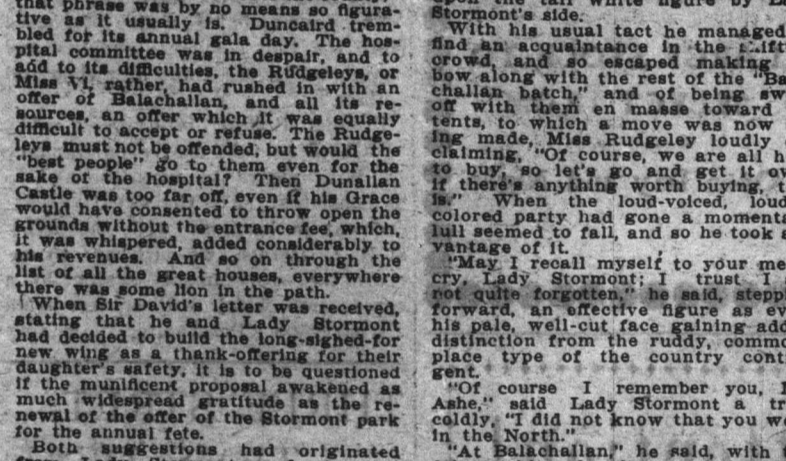 that phrase was by no means so figura-
tive as it usually is. Duncaird trem-
bled for its annual gala day. The hos-
pital committee was in despair, and to
add to its difficulties, the Rudgeleys, or
Miss Vi, rather, had rushed in with an
offer of Balachallan, and all its re-
sources, an offer which it was equally
difficult to accept or refuse. The Rudge-
leys must not be offended, but would the
"best people" go to them even for the
sake of the hospital? Then Dunallan
Castle was too far off, even if his Grace
would have consented to throw open the
grounds without the entrance fee, which,
it was whispered, added considerably to
his revenues. And so on through the
list of all the great houses, everywhere
there was some lion in the path.
When Sir David's letter was received,
stating that he and Lady Stormont
had decided to build the long-sighed-for
new wing as a thank-offering for their
daughter's safety, it is to be questioned
if the munificent proposal awakened as
much widespread gratitude as the re-
newal of the offer of the Stormont park
for the annual fete.
Both suggestions had originated
from Lady
upon the tall white figure by
Stormont's side.
With his usual tact he managed
find an acquaintance in the
crowd, and so escaped making
bow along with the rest of the "Ba
challan batch," and of being sw
off with them en masse toward
tents, to which a move was now
ing made, Miss Rudgeley loudly
claiming, "Of course, we are all h
to buy, so let's go and get it ov
if there's anything worth buying, t
is." When the loud-voiced, loud
colored party had gone a momenta
lull seemed to fall, and so he took a
vantage of it.
"May I recall myself to your me
cry, Lady Stormont; I trust I
not quite forgotten," he said, stepp
forward, an effective figure as ev
his pale, well-cut face gaining add
distinction from the ruddy, commo
place type of the country cont
gent.
"Of course I remember you,
Ashe," said Lady Stormont a tr
coldly, "I did not know that you we
in the North."
"At Balachallan," he said, with